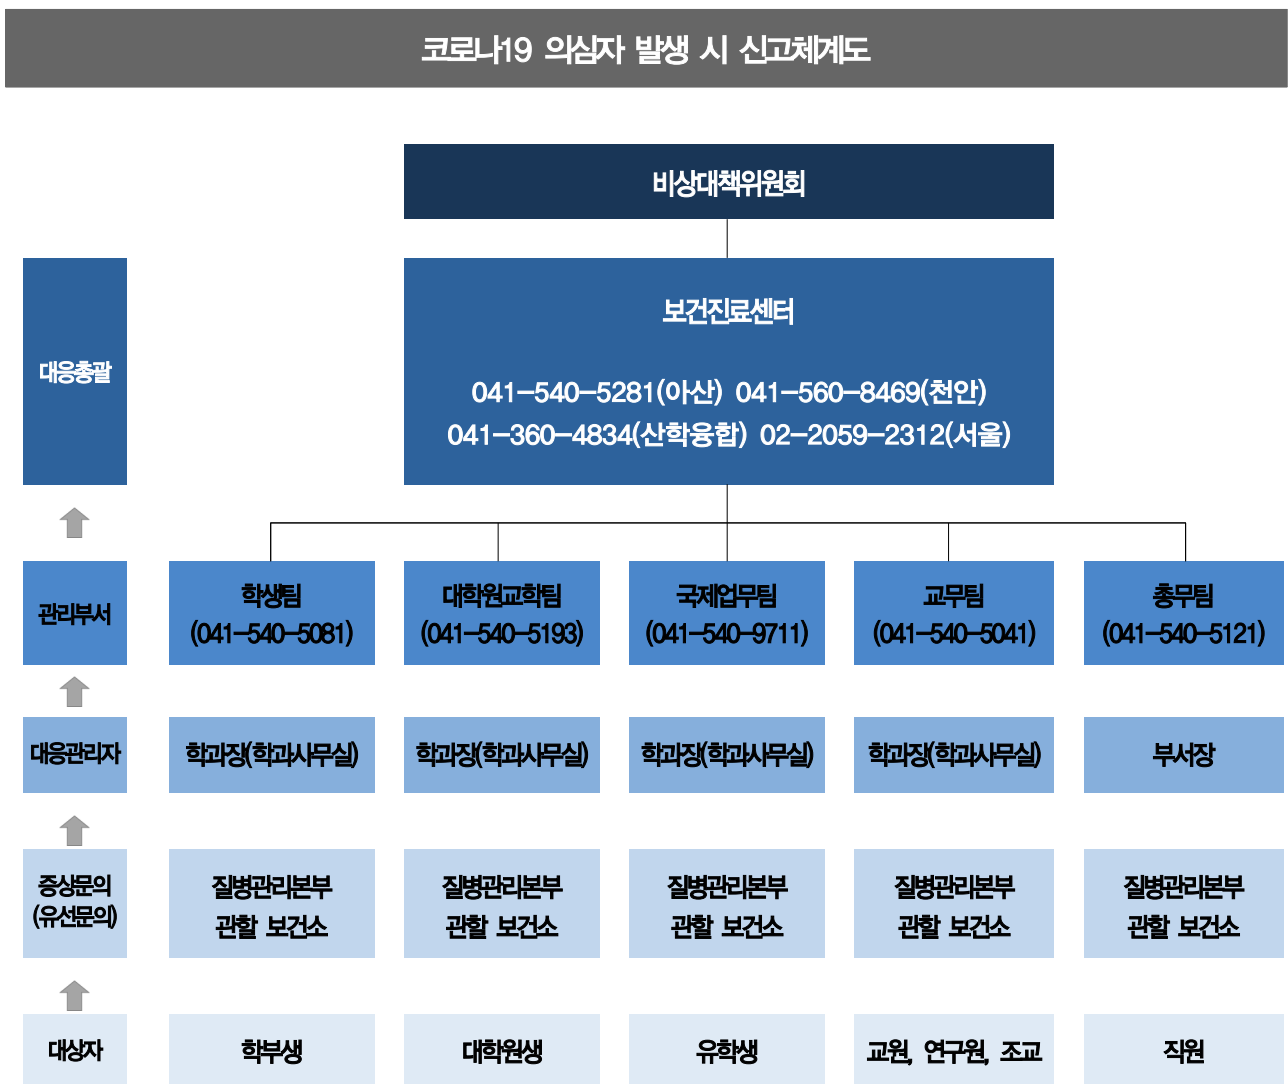 코로나19 의심자 발생 시 신고체계도
비상대책위원회
대응총괄
보건진료센터
041-540-5281(아산) 041-560-8469(천안)
041-360-4834(산학융합) 02-2059-2312(서울)
관리부서
학생팀
(041-540-5081)
대학원교학팀
(041-540-5193)
국제업무팀
(041-540-9711)
교무팀
(041-540-5041)
총무팀
(041-540-5121)
대응관리자
학과장(학과사무실)
학과장(학과사무실)
학과장(학과사무실)
학과장(학과사무실)
부서장
증상문의
(유선문의)
질병관리본부
관할 보건소
질병관리본부
관할 보건소
질병관리본부
관할 보건소
질병관리본부
관할 보건소
질병관리본부
관할 보건소
대상자
학부생
대학원생
유학생
교원, 연구원, 조교
직원